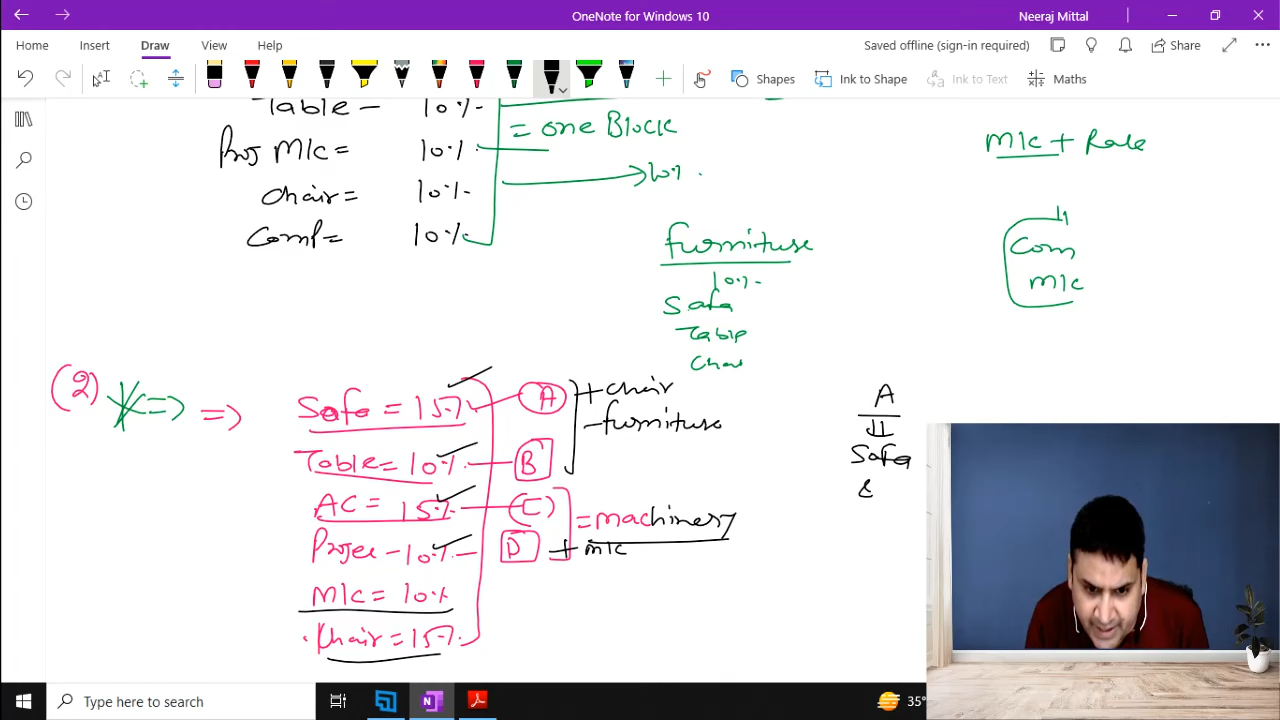 OneNote for Windows 10
Neeraj Mittal
Home Insert Draw View Help
Saved offline (sign-in required)
Share
Shapes
Ink to Shape
Ink to Text
Maths
Table - 10%
Proj M/c = 10%
chair = 10%
Comp = 10%
= one Block
10%
M/c + Rate
Com
M/c
furniture
10%
Sofa
Table
Chai
(2) => =>
Sofa = 15% A
Table = 10% B
AC = 15% (C)
Projec - 10% D
M/c = 10%
Chair = 15%
+ chair
- furniture
= machinery
+ M/c
A
Sofa
&
Type here to search
35°